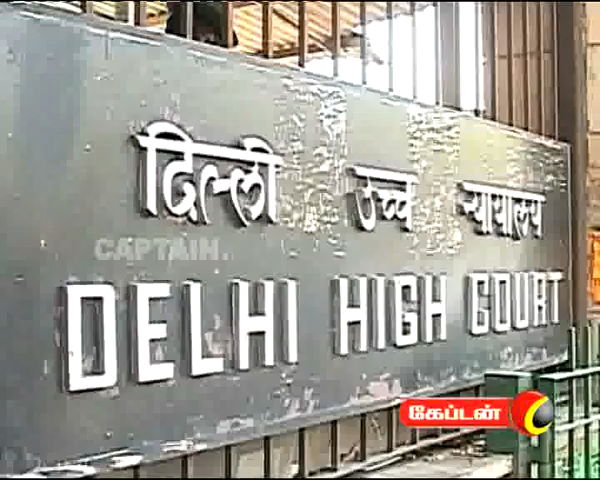 दिल्ली उच्च न्यायालय
CAPTAIN.
DELHI HIGH COURT
கேப்டன்